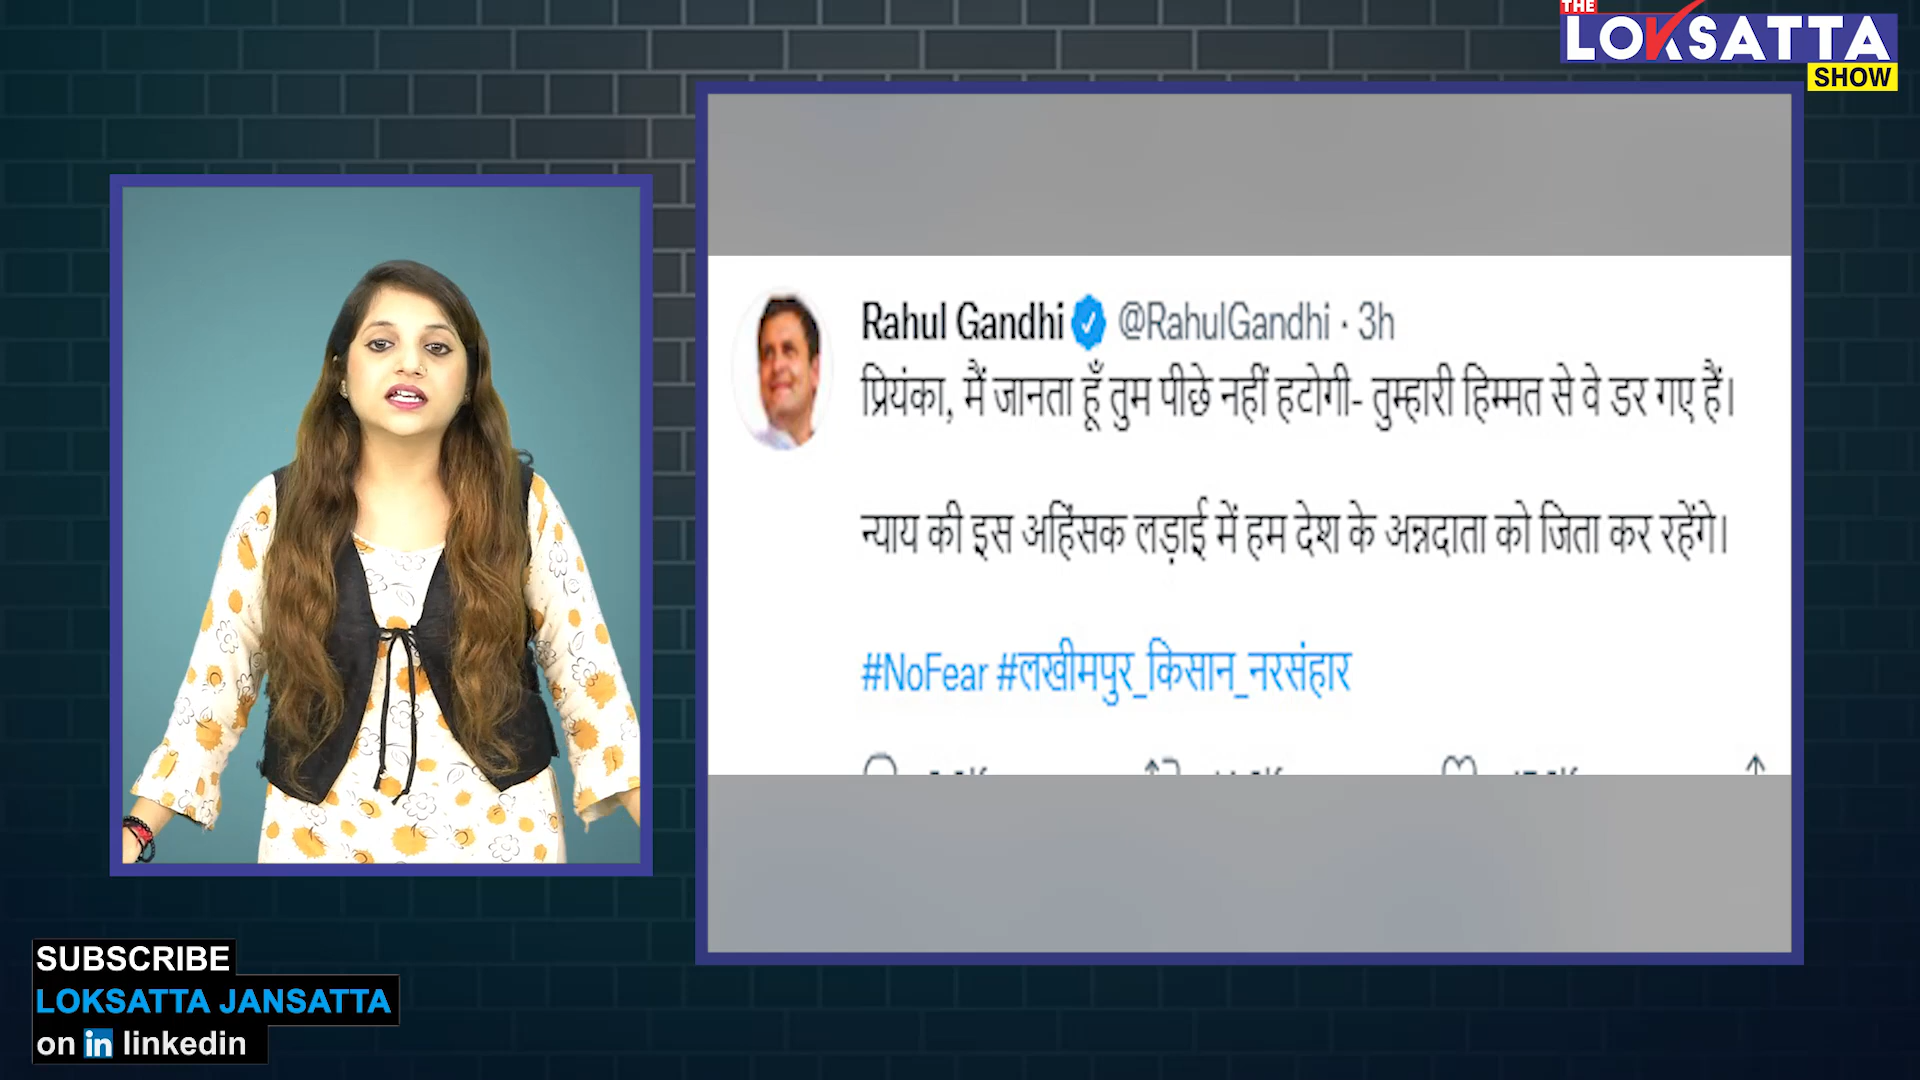 THE
LOKSATTA
SHOW
Rahul Gandhi @RahulGandhi · 3h
प्रियंका, मैं जानता हूँ तुम पीछे नहीं हटोगी- तुम्हारी हिम्मत से वे डर गए हैं।
न्याय की इस अहिंसक लड़ाई में हम देश के अन्नदाता को जिता कर रहेंगे।
#NoFear #लखीमपुर_किसान_नरसंहार
SUBSCRIBE
LOKSATTA JANSATTA
on in linkedin